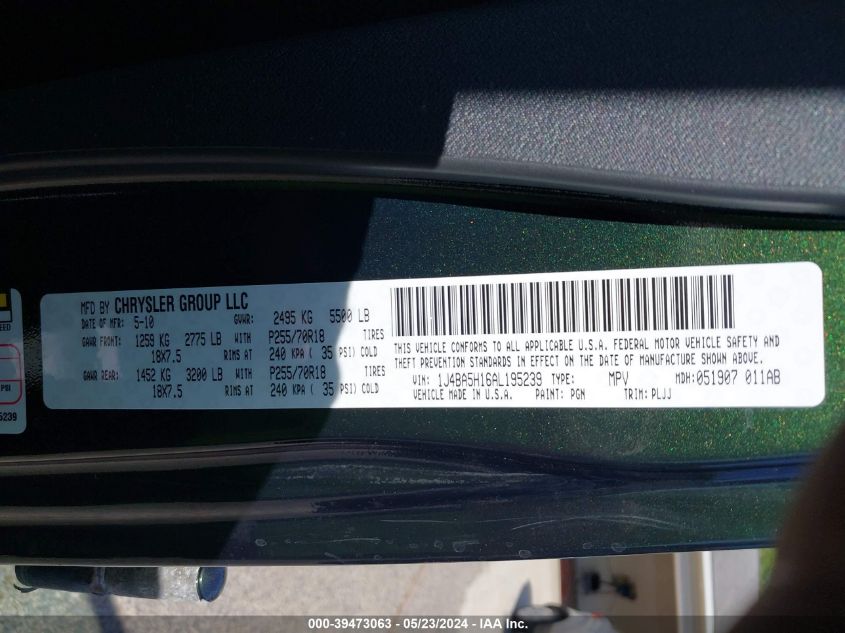 MFD BY CHRYSLER GROUP LLC
DATE OF MFR: 5-10 GVWR: 2495 KG 5500 LB
GAWR FRONT: 1259 KG 2775 LB WITH P255/70R18 TIRES
18X7.5 RIMS AT 240 KPA ( 35 PSI) COLD
GAWR REAR: 1452 KG 3200 LB WITH P255/70R18 TIRES
18X7.5 RIMS AT 240 KPA ( 35 PSI) COLD
THIS VEHICLE CONFORMS TO ALL APPLICABLE U.S.A. FEDERAL MOTOR VEHICLE SAFETY AND
THEFT PREVENTION STANDARDS IN EFFECT ON THE DATE OF MANUFACTURE SHOWN ABOVE.
VIN: 1J4BA5H16AL195239 TYPE: MPV MDH: 051907 011AB
VEHICLE MADE IN U.S.A. PAINT: PGN TRIM: PLJJ
PSI
5239
000-39473063 - 05/23/2024 - IAA Inc.